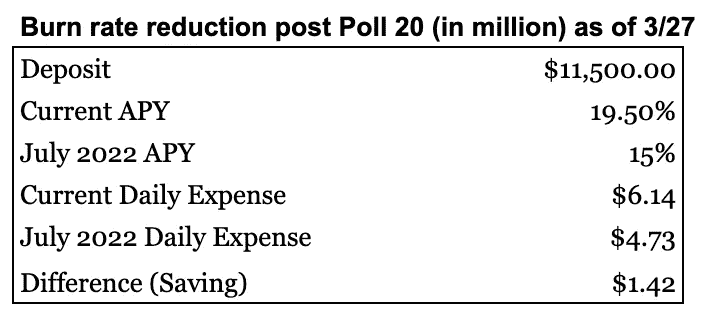 Burn rate reduction post Poll 20 (in million) as of 3/27
Deposit $11,500.00
Current APY 19.50%
July 2022 APY 15%
Current Daily Expense $6.14
July 2022 Daily Expense $4.73
Difference (Saving) $1.42